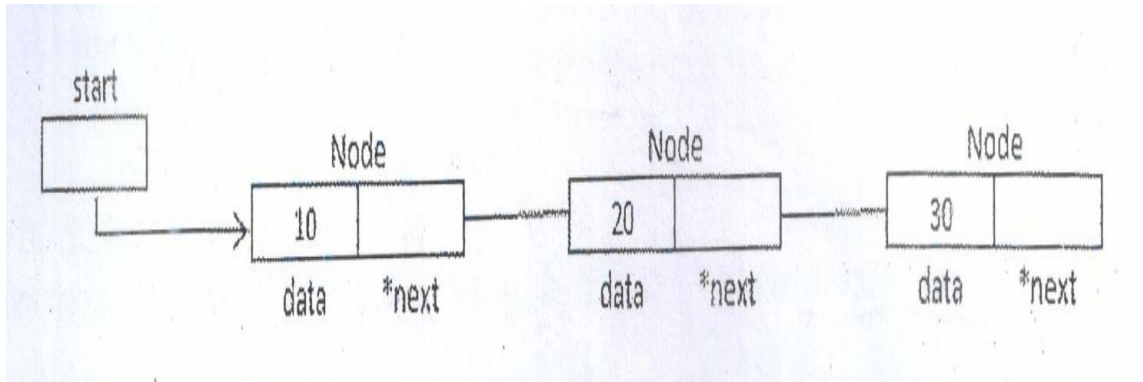 start
Node Node Node
10 20 30
data *next data *next data *next